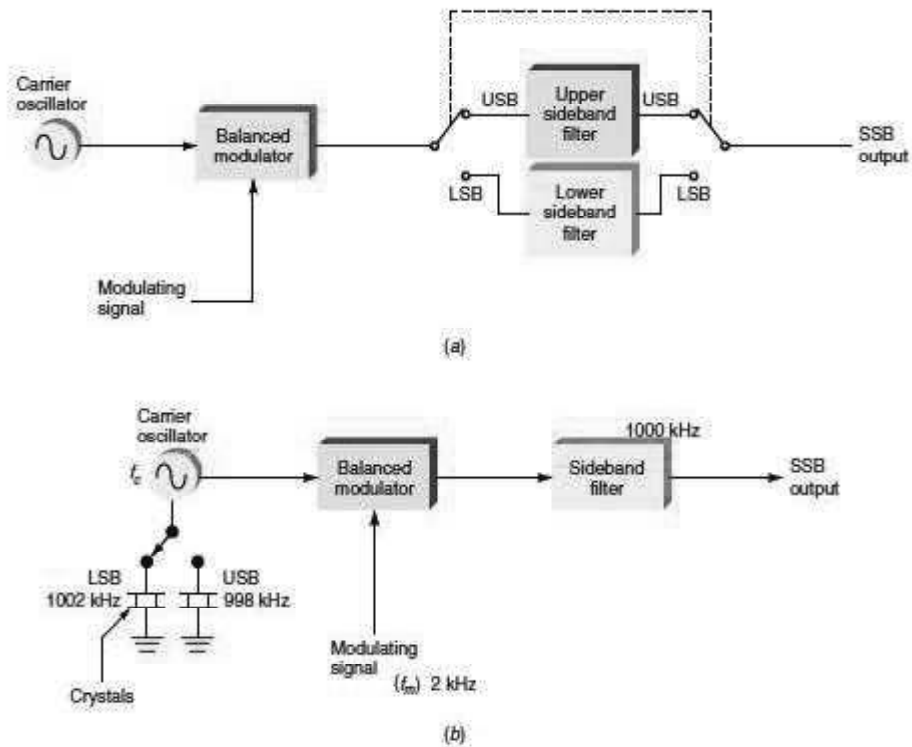 Carrier
oscillator
Balanced
modulator
Modulating
signal
USB
Upper
sideband
filter
USB
LSB
Lower
sideband
filter
LSB
SSB
output
(a)
Carrier
oscillator
fc
Balanced
modulator
1000 kHz
Sideband
filter
SSB
output
LSB
1002 kHz
USB
998 kHz
Crystals
Modulating
signal
(fm) 2 kHz
(b)